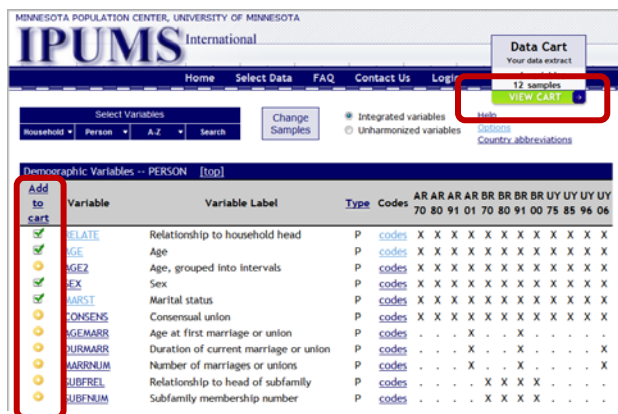 MINNESOTA POPULATION CENTER, UNIVERSITY OF MINNESOTA
IPUMS International
Data Cart
Your data extract
12 samples
VIEW CART
Home Select Data FAQ Contact Us Login
Select Variables
Household Person A-Z Search
Change Samples
Integrated variables
Unharmonized variables
Help
Options
Country abbreviations
Demographic Variables -- PERSON [top]
Add to cart Variable Variable Label Type Codes AR 70 AR 80 AR 91 AR 01 BR 70 BR 80 BR 91 BR 00 UY 75 UY 85 UY 96 UY 06
RELATE Relationship to household head P codes X X X X X X X X X X X X
AGE Age P codes X X X X X X X X X X X X
AGE2 Age, grouped into intervals P codes X X X X X X X X X X X X
SEX Sex P codes X X X X X X X X X X X X
MARST Marital status P codes X X X X X X X X X X X X
CONSENS Consensual union P codes X X X X X X X X X X X X
AGEMARR Age at first marriage or union P codes . . . X . . X . . . . .
DURMARR Duration of current marriage or union P codes . . . X . . X . . . . X
MARRNUM Number of marriages or unions P codes . . . X . . X . . . . X
SUBFREL Relationship to head of subfamily P codes . . . . X X X X . . . .
SUBFNUM Subfamily membership number P codes . . . . X X X X . . . .